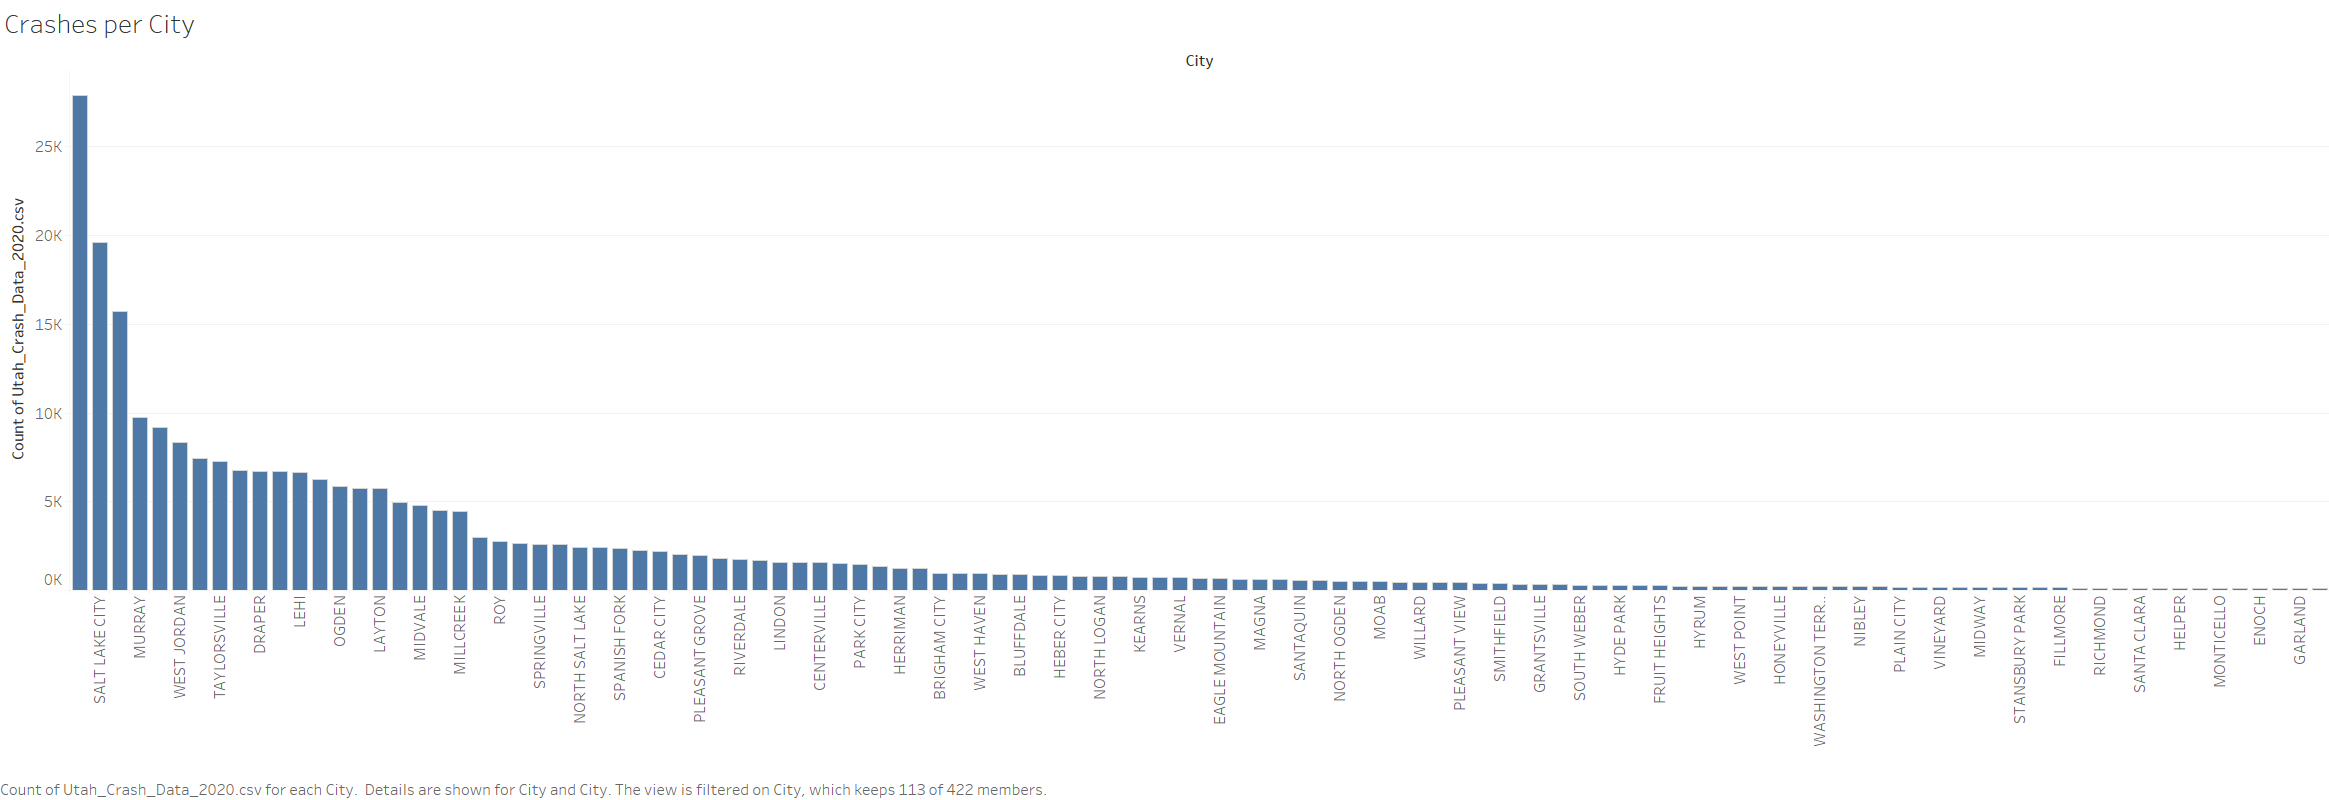 Crashes per City
City
Count of Utah_Crash_Data_2020.csv
25K
20K
15K
10K
5K
0K
SALT LAKE CITY
MURRAY
WEST JORDAN
TAYLORSVILLE
DRAPER
LEHI
OGDEN
LAYTON
MIDVALE
MILLCREEK
ROY
SPRINGVILLE
NORTH SALT LAKE
SPANISH FORK
CEDAR CITY
PLEASANT GROVE
RIVERDALE
LINDON
CENTERVILLE
PARK CITY
HERRIMAN
BRIGHAM CITY
WEST HAVEN
BLUFFDALE
HEBER CITY
NORTH LOGAN
KEARNS
VERNAL
EAGLE MOUNTAIN
MAGNA
SANTAQUIN
NORTH OGDEN
MOAB
WILLARD
PLEASANT VIEW
SMITHFIELD
GRANTSVILLE
SOUTH WEBER
HYDE PARK
FRUIT HEIGHTS
HYRUM
WEST POINT
HONEYVILLE
WASHINGTON TERR..
NIBLEY
PLAIN CITY
VINEYARD
MIDWAY
STANSBURY PARK
FILLMORE
RICHMOND
SANTA CLARA
HELPER
MONTICELLO
ENOCH
GARLAND
Count of Utah_Crash_Data_2020.csv for each City.  Details are shown for City and City. The view is filtered on City, which keeps 113 of 422 members.